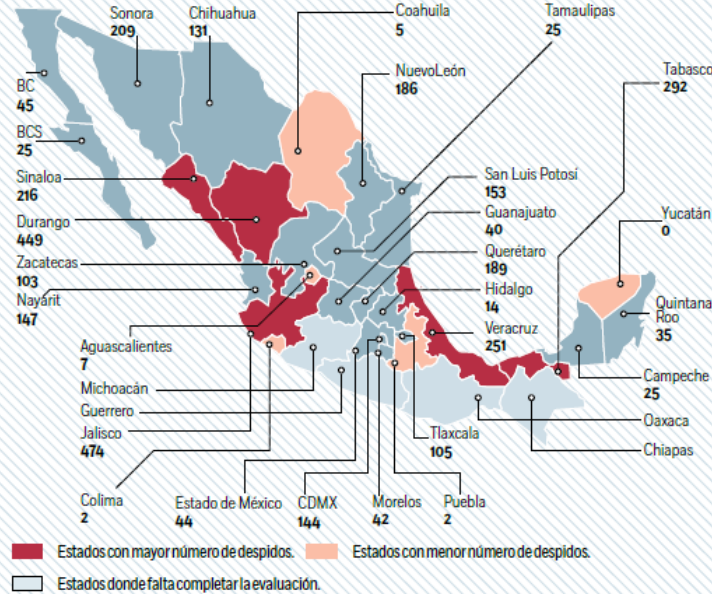 Sonora
209
Chihuahua
131
Coahuila
5
Tamaulipas
25
BC
45
NuevoLeón
186
Tabasco
292
BCS
25
Sinaloa
216
San Luis Potosí
153
Durango
449
Guanajuato
40
Yucatán
0
Zacatecas
103
Querétaro
189
Nayárit
147
Hidalgo
14
Quintana
Roo
35
Aguascalientes
7
Veracruz
251
Michoacán
Campeche
25
Guerrero
Oaxaca
Jalisco
474
Tlaxcala
105
Chiapas
Colima
2
Estado de México
44
CDMX
144
Morelos
42
Puebla
2
Estados con mayor número de despidos.
Estados con menor número de despidos.
Estados donde falta completar la evaluación.